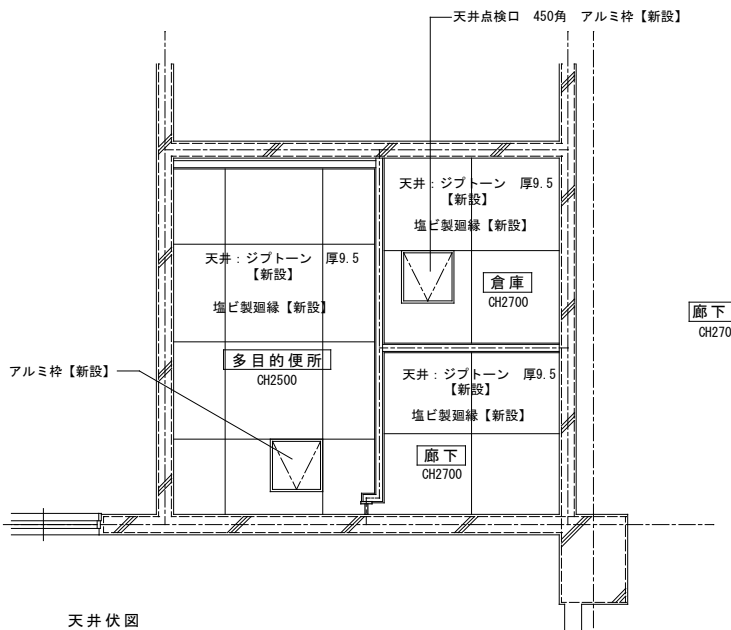 天井点検口　450角　アルミ枠【新設】
天井：ジプトーン　厚9.5
【新設】
塩ビ製廻縁【新設】
倉庫
CH2700
天井：ジプトーン　厚9.5
【新設】
塩ビ製廻縁【新設】
多目的便所
CH2500
アルミ枠【新設】
天井：ジプトーン　厚9.5
【新設】
塩ビ製廻縁【新設】
廊下
CH2700
廊下
CH270
天井伏図